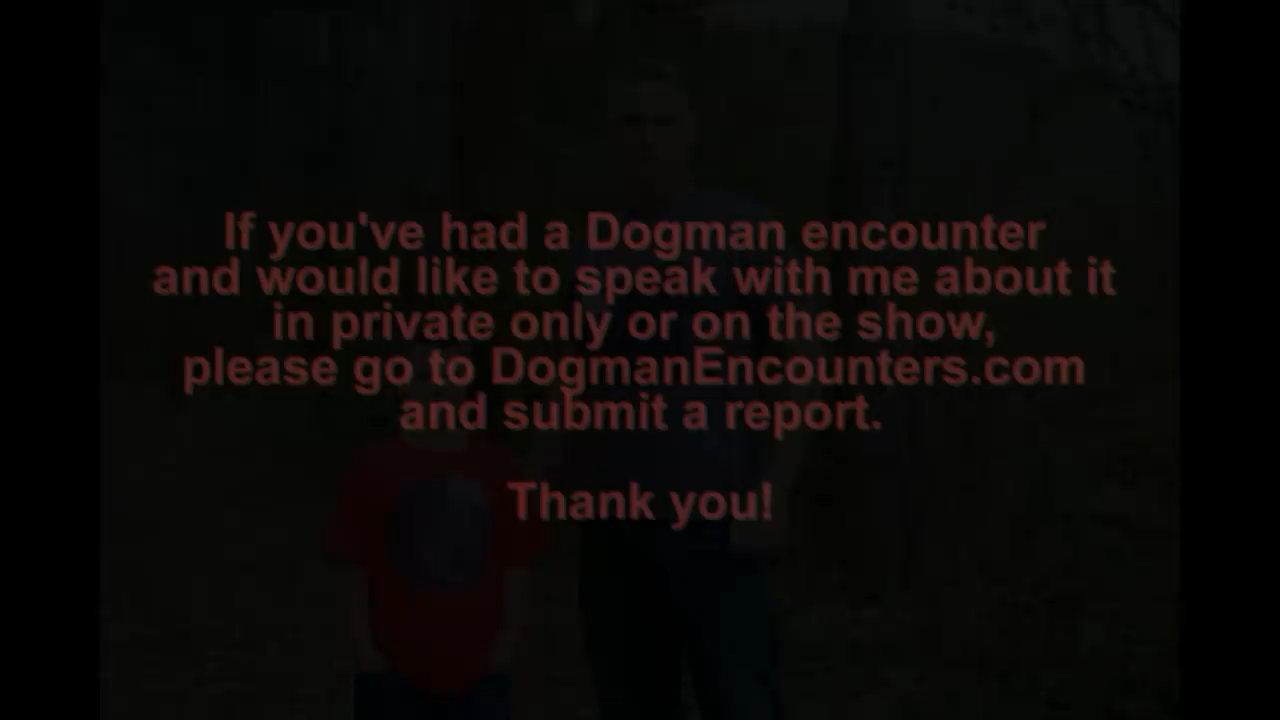 If you've had a Dogman encounter
and would like to speak with me about it
in private only or on the show,
please go to DogmanEncounters.com
and submit a report.
Thank you!